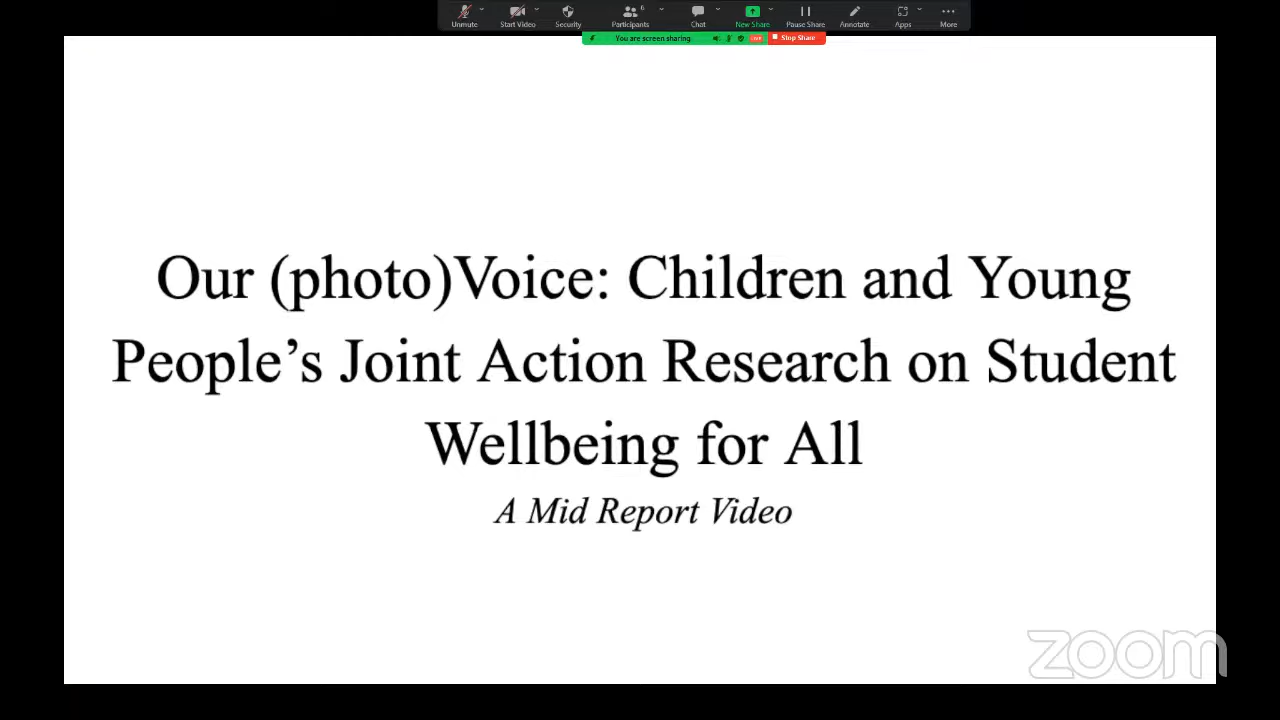 Unmute Start Video Security Participants 6 Chat New Share Pause Share Annotate Apps More
You are screen sharing LIVE Stop Share
Our (photo)Voice: Children and Young
People’s Joint Action Research on Student
Wellbeing for All
A Mid Report Video
zoom